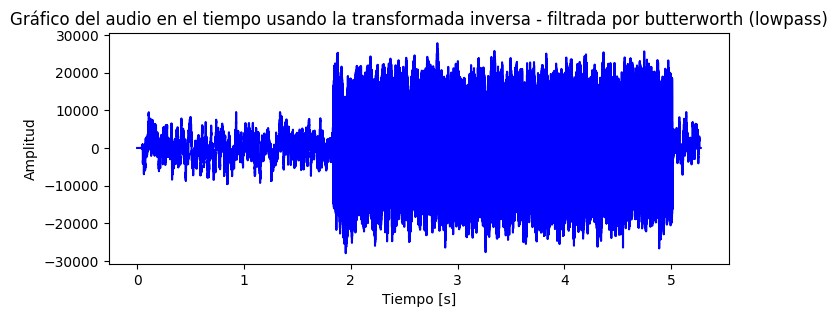 Gráfico del audio en el tiempo usando la transformada inversa - filtrada por butterworth (lowpass)
30000
20000
10000
0
−10000
−20000
−30000
Amplitud
0 1 2 3 4 5
Tiempo [s]